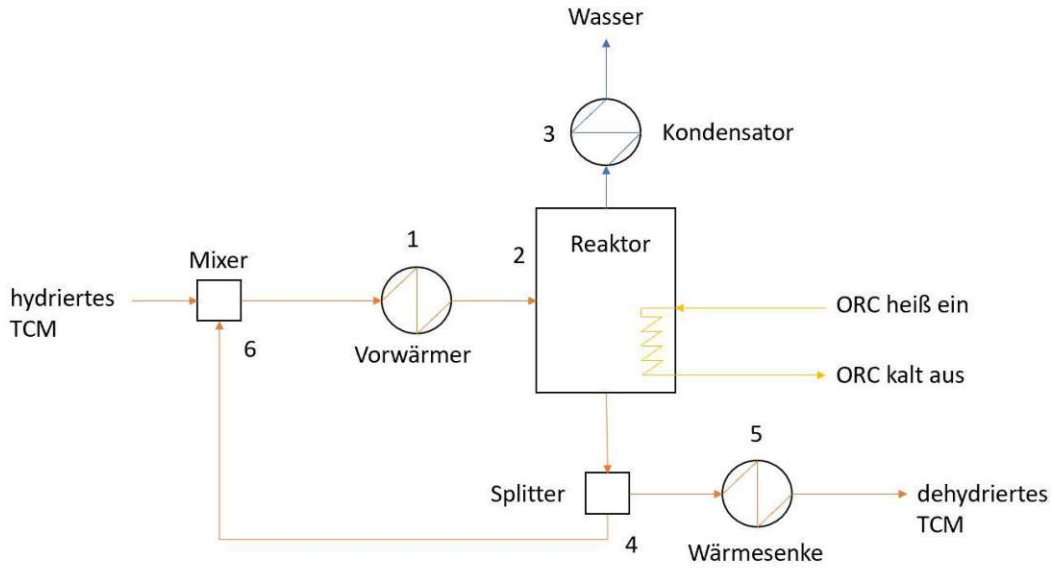 Wasser
3
Kondensator
Reaktor
2
1
Mixer
hydriertes
TCM
ORC heiß ein
6
Vorwärmer
ORC kalt aus
5
Splitter
dehydriertes
TCM
4
Wärmesenke